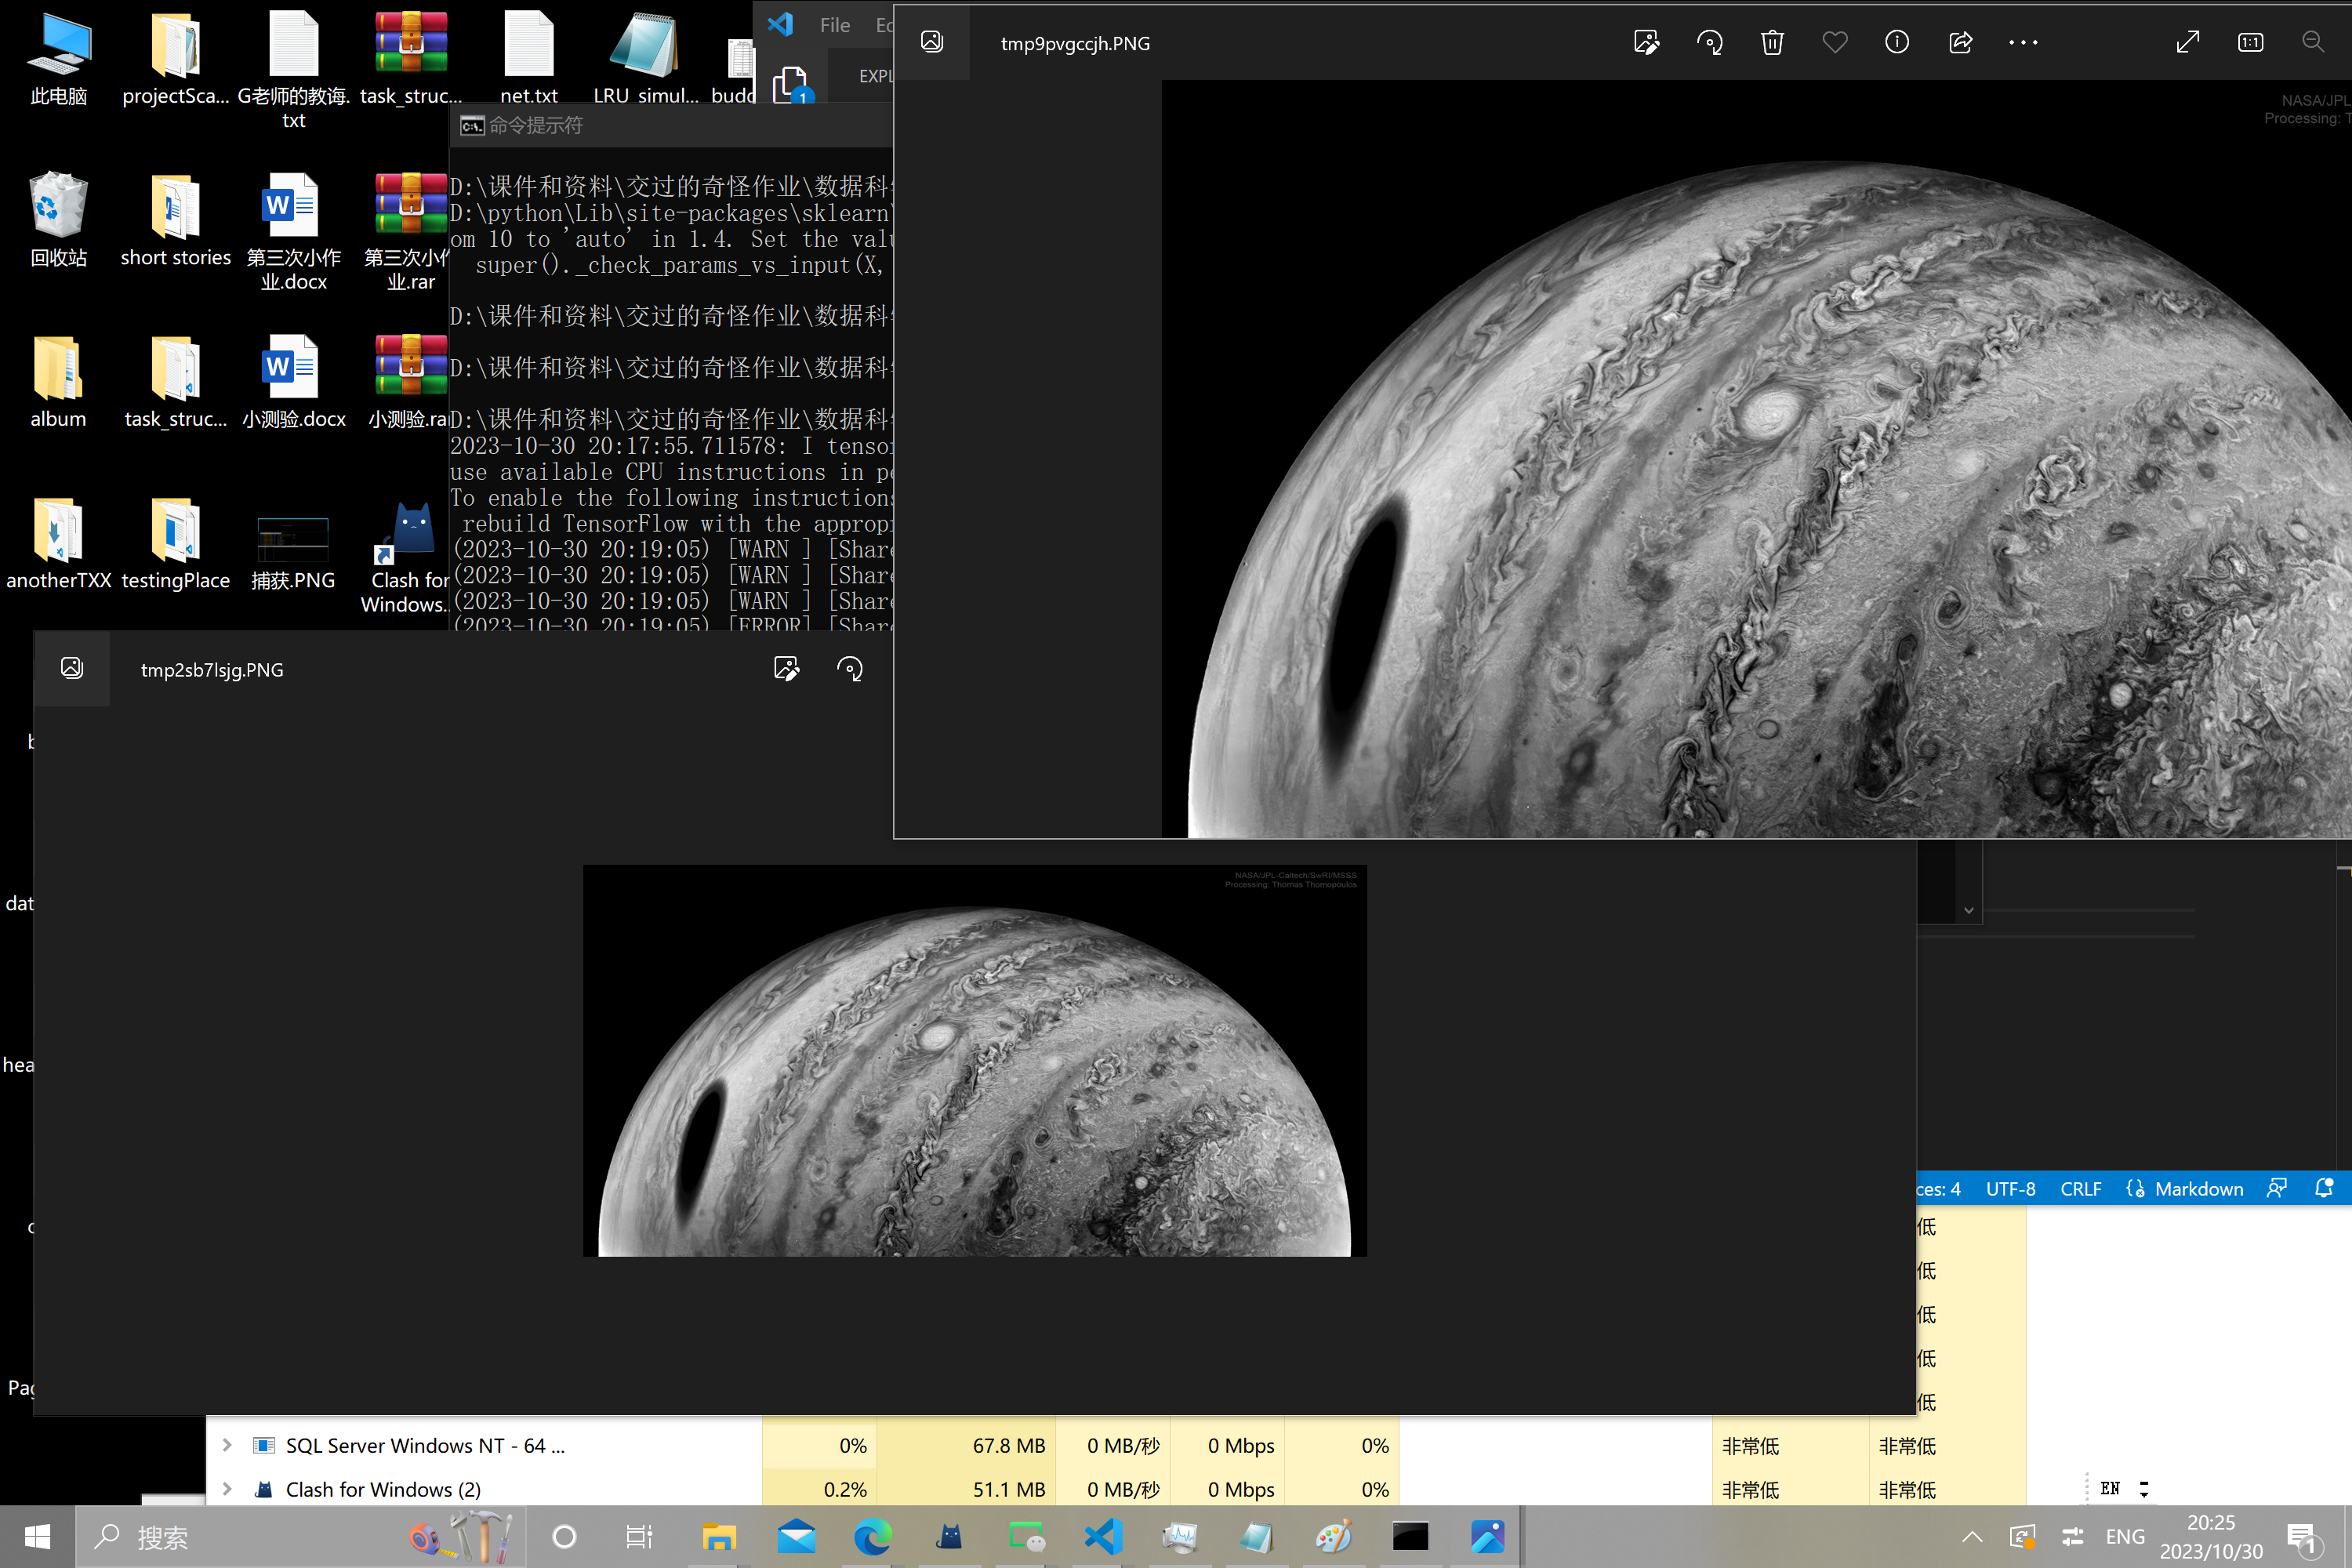 此电脑
projectSca...
G老师的教诲.
txt
task_struc...
net.txt
LRU_simul...
budd
回收站
short stories
第三次小作
业.docx
第三次小作
业.rar
album
task_struc...
小测验.docx
小测验.rar
anotherTXX
testingPlace
捕获.PNG
Clash for
Windows...
File
EXPL
命令提示符
D:\课件和资料\交过的奇怪作业\数据科
D:\python\Lib\site-packages\sklearn\
om 10 to 'auto' in 1.4. Set the valu
super()._check_params_vs_input(X,
D:\课件和资料\交过的奇怪作业\数据科
D:\课件和资料\交过的奇怪作业\数据科
D:\课件和资料\交过的奇怪作业\数据科
2023-10-30 20:17:55.711578: I tensor
use available CPU instructions in pe
To enable the following instructions
rebuild TensorFlow with the appropr
(2023-10-30 20:19:05) [WARN ] [Share
(2023-10-30 20:19:05) [WARN ] [Share
(2023-10-30 20:19:05) [WARN ] [Share
(2023-10-30 20:19:05) [ERROR] [Share
tmp9pvgccjh.PNG
1:1
NASA/JPL
Processing: T
tmp2sb7lsjg.PNG
NASA/JPL-Caltech/SwRI/MSSS
Processing: Thomas Thomopoulos
dat
hea
Pag
ces: 4
UTF-8
CRLF
Markdown
低
低
低
低
低
SQL Server Windows NT - 64 ...
0%
67.8 MB
0 MB/秒
0 Mbps
0%
非常低
非常低
Clash for Windows (2)
0.2%
51.1 MB
0 MB/秒
0 Mbps
0%
非常低
非常低
EN
搜索
ENG
20:25
2023/10/30
1